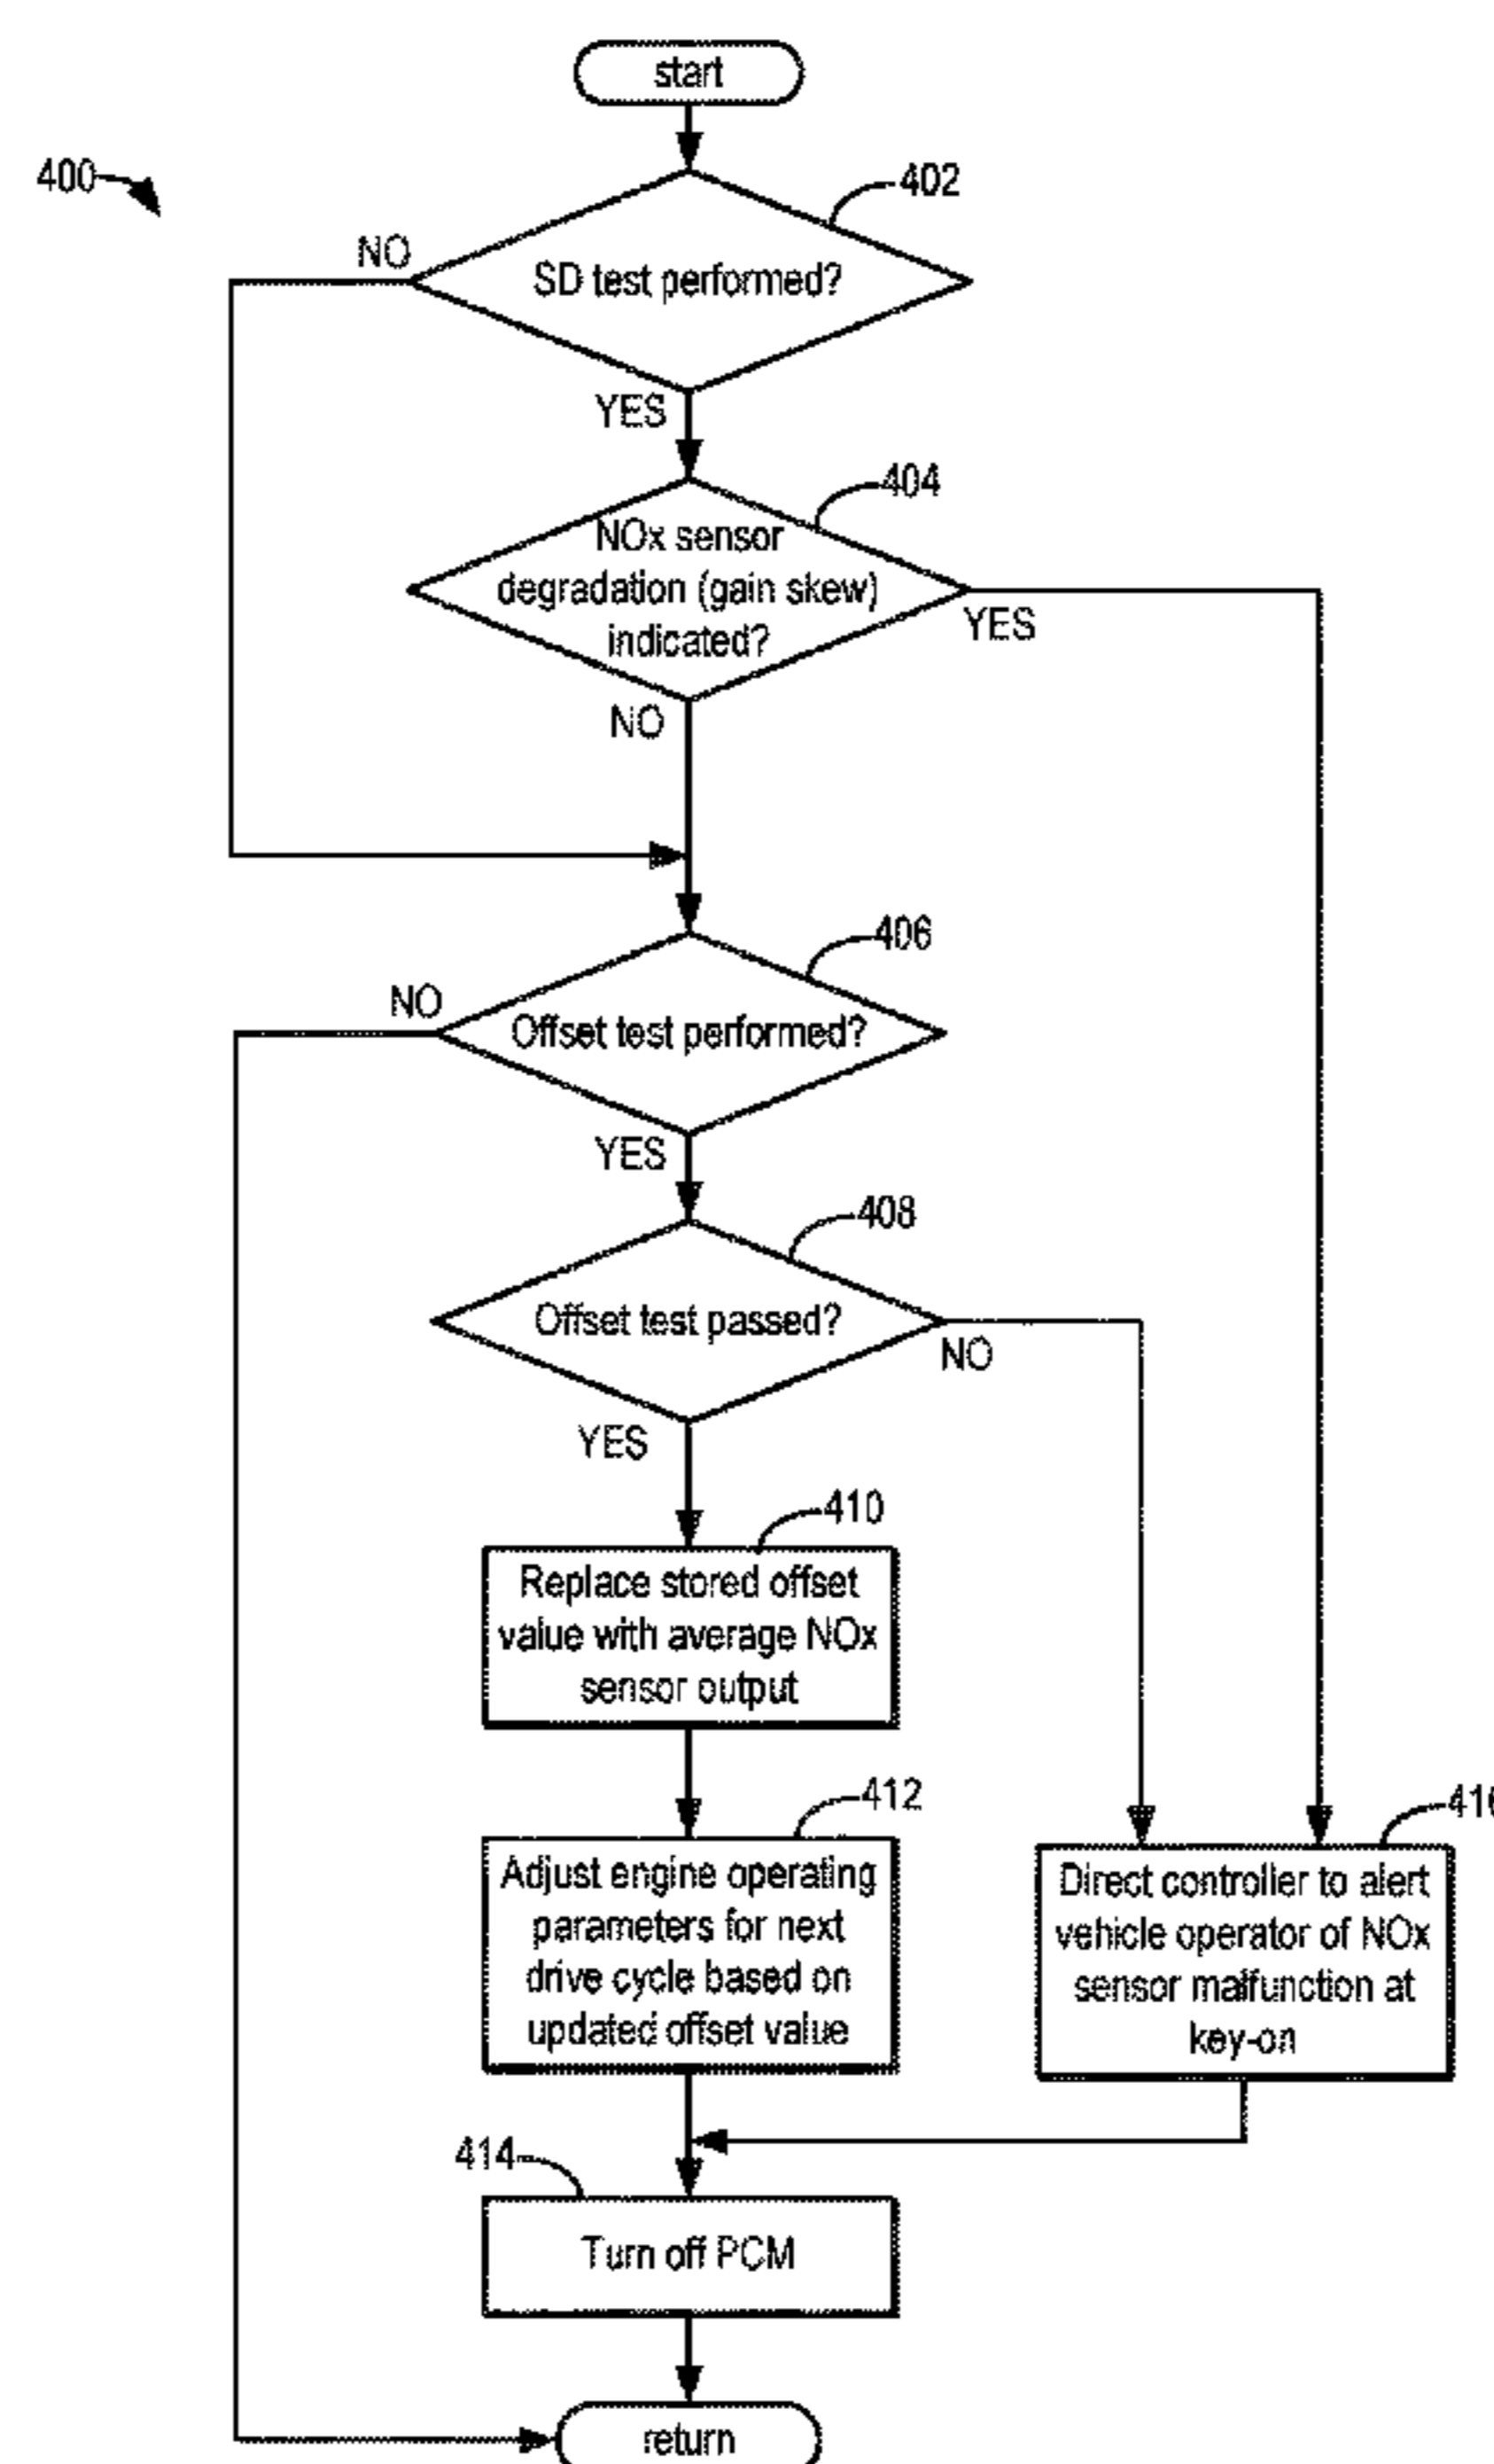 start
400
402
NO
SD test performed?
YES
404
NOx sensor
degradation (gain skew)
indicated?
YES
NO
406
NO
Offset test performed?
YES
408
Offset test passed?
NO
YES
410
Replace stored offset
value with average NOx
sensor output
412
Adjust engine operating
parameters for next
drive cycle based on
updated offset value
416
Direct controller to alert
vehicle operator of NOx
sensor malfunction at
key-on
414
Turn off PCM
return